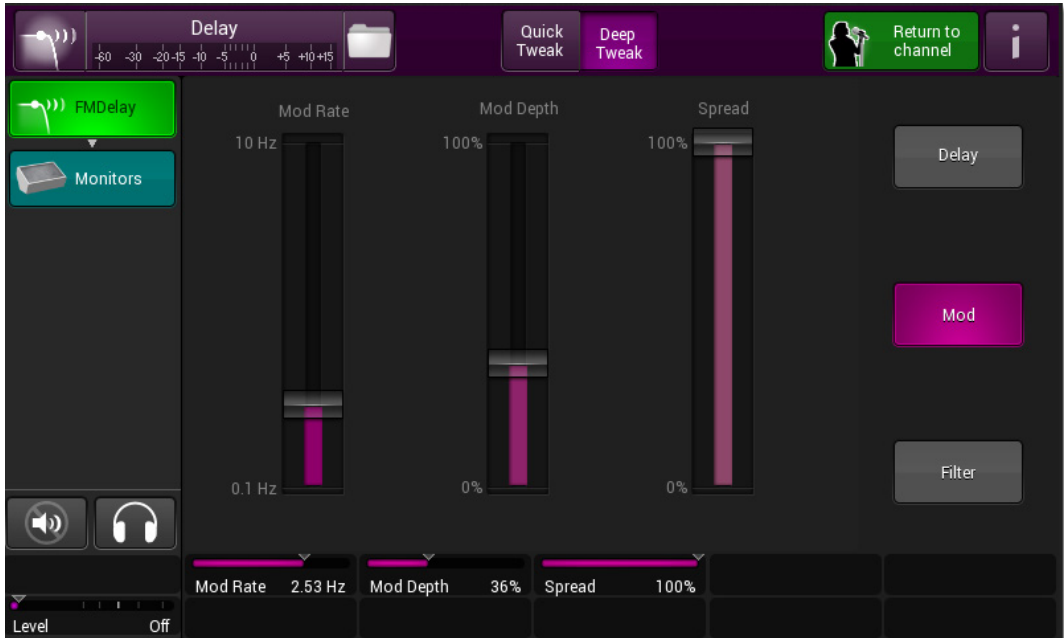 Delay
-60 -30 -20 -15 -10 -5 0 +5 +10 +15
Quick
Tweak
Deep
Tweak
Return to
channel
i
FMDelay
Monitors
Mod Rate
Mod Depth
Spread
10 Hz
100%
100%
0.1 Hz
0%
0%
Delay
Mod
Filter
Mod Rate 2.53 Hz
Mod Depth 36%
Spread 100%
Level Off